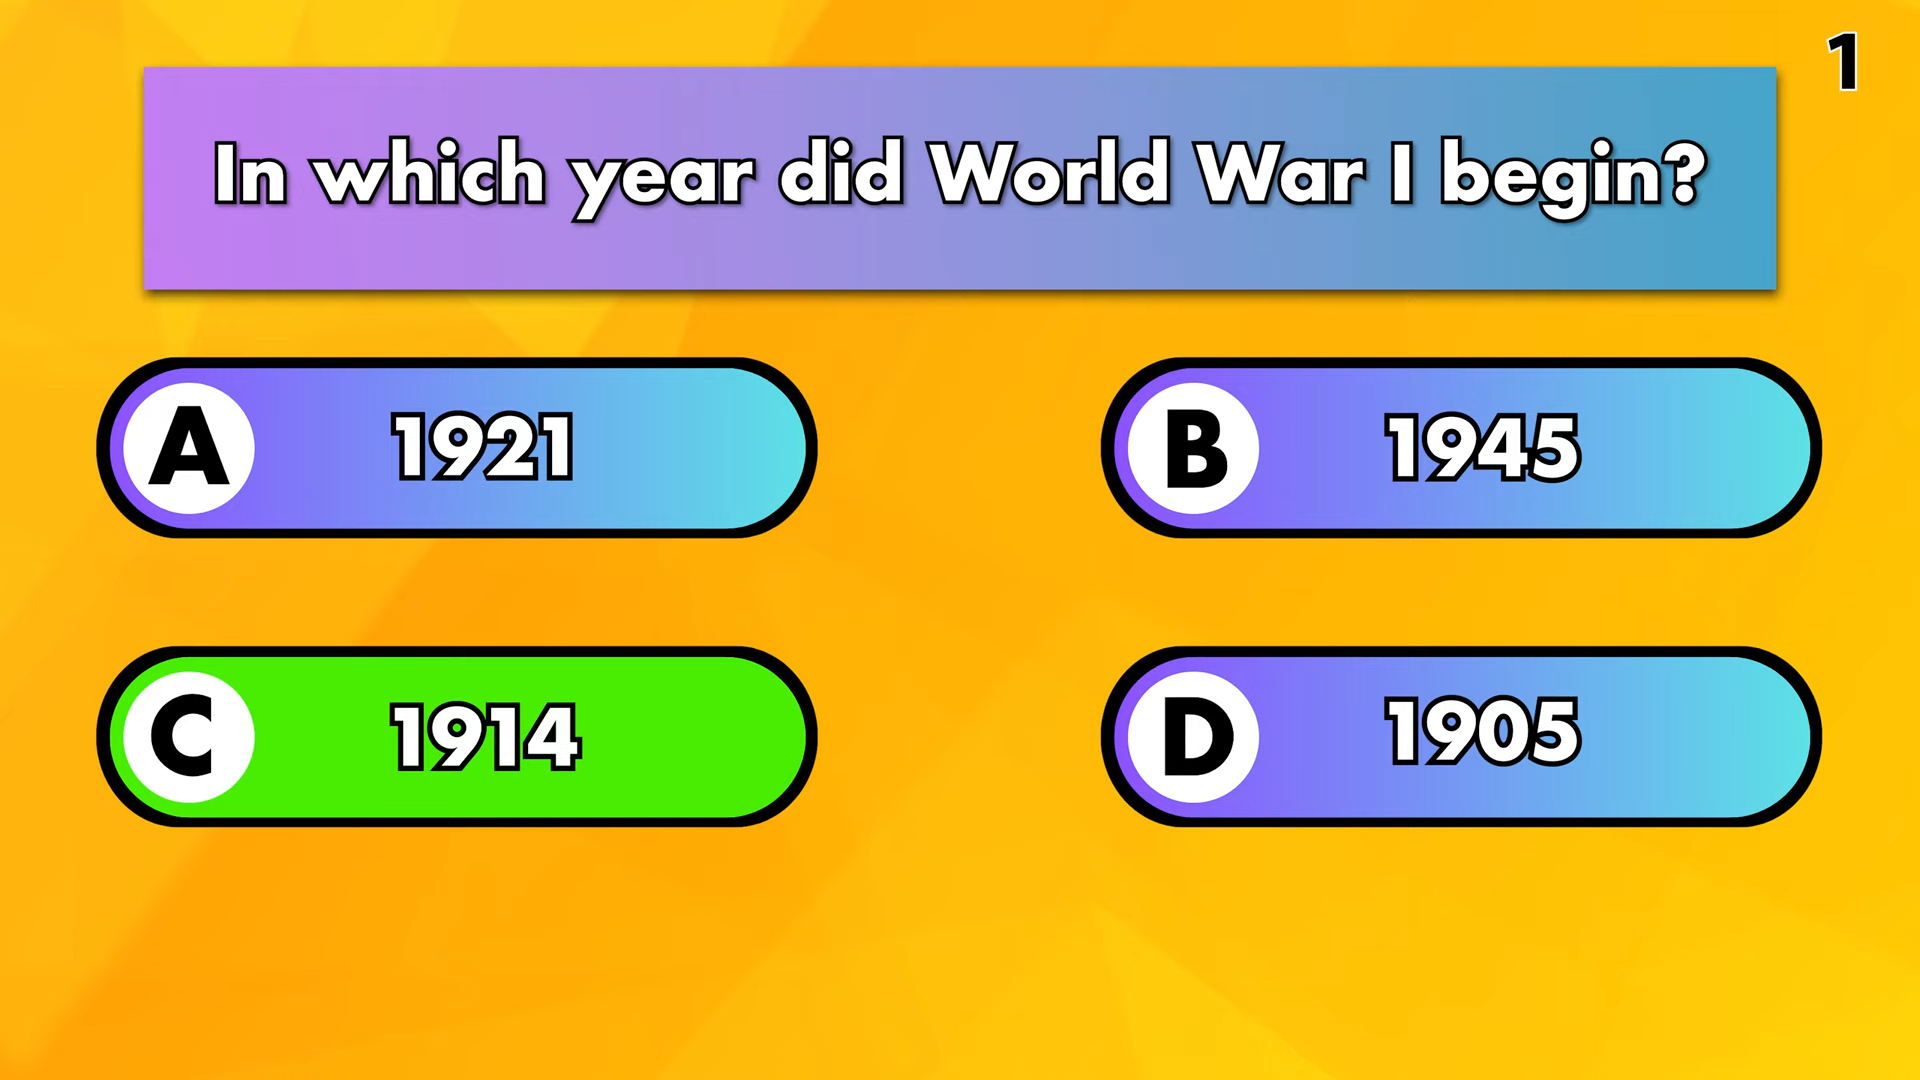 1
In which year did World War I begin?
A 1921
B 1945
C 1914
D 1905